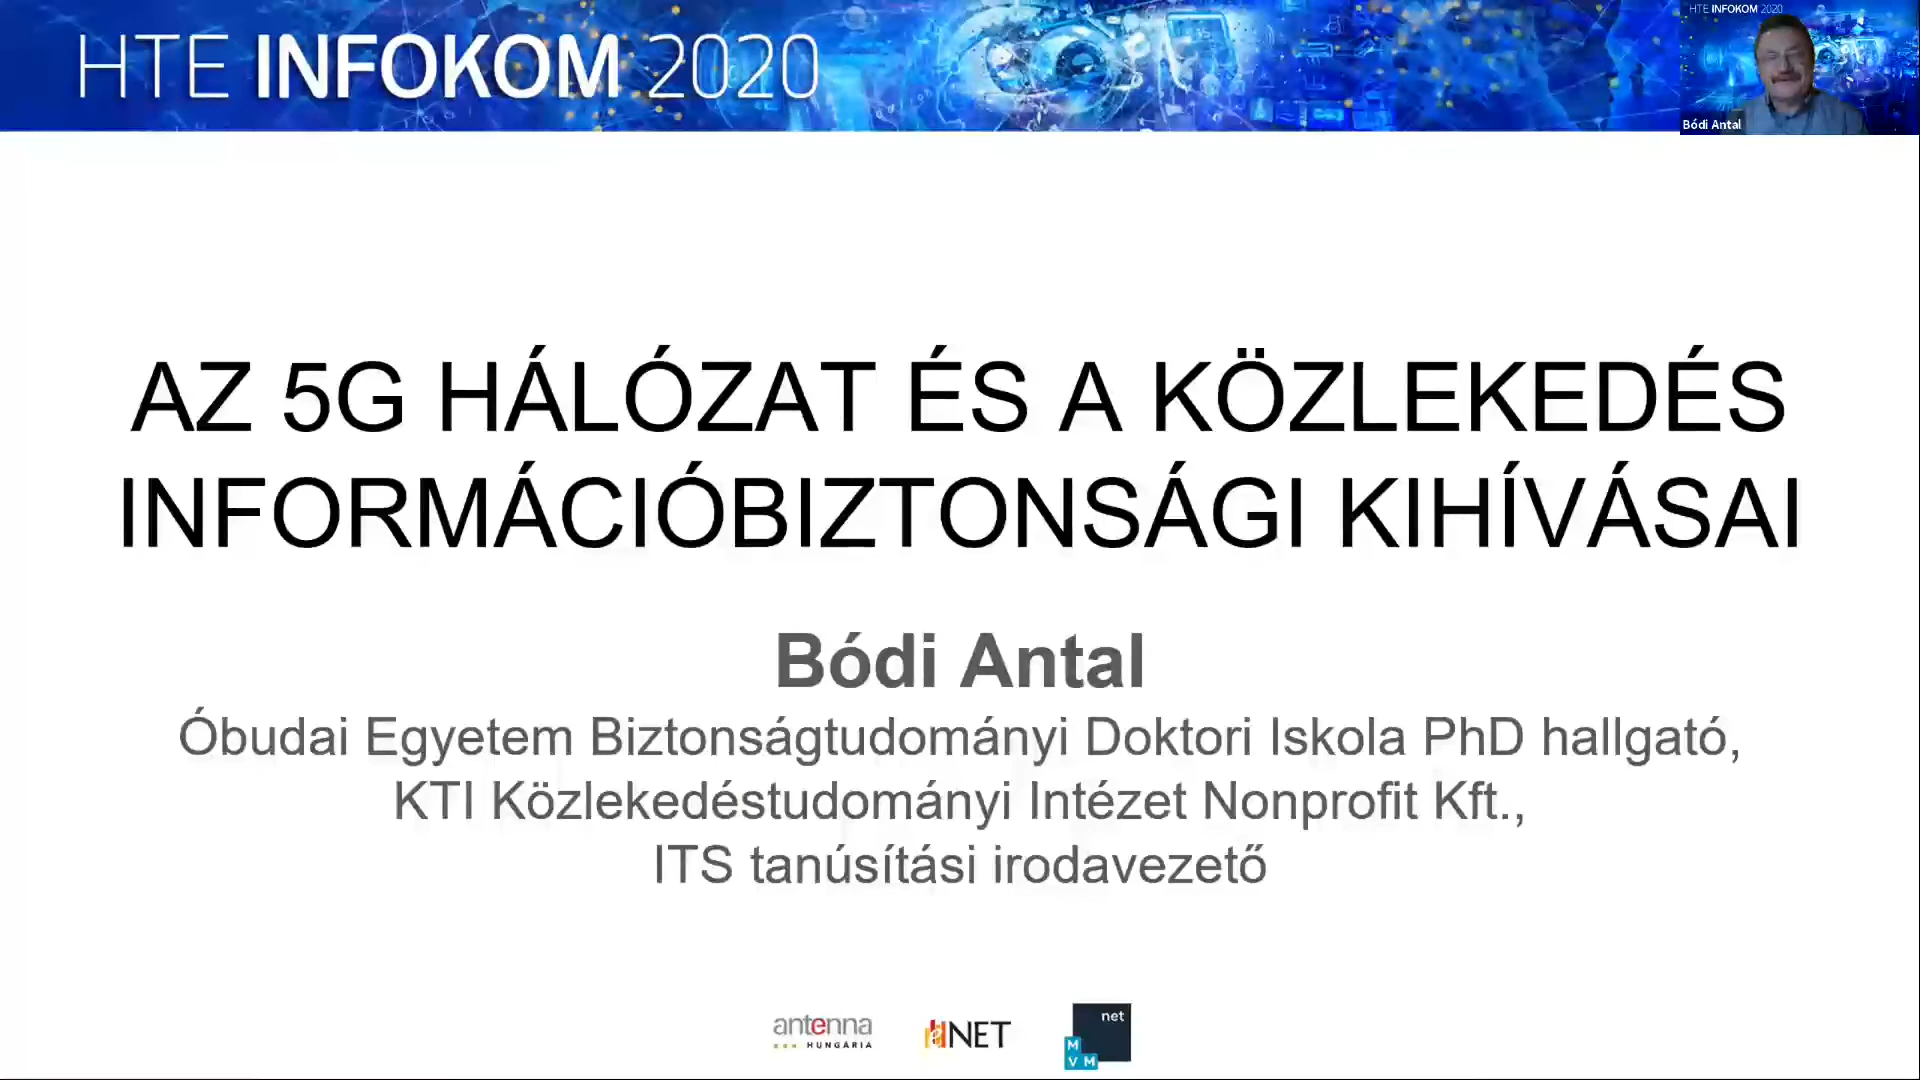 HTE INFOKOM 2020
HTE INFOKOM 2020
Bódi Antal
AZ 5G HÁLÓZAT ÉS A KÖZLEKEDÉS
INFORMÁCIÓBIZTONSÁGI KIHÍVÁSAI
Bódi Antal
Óbudai Egyetem Biztonságtudományi Doktori Iskola PhD hallgató,
KTI Közlekedéstudományi Intézet Nonprofit Kft.,
ITS tanúsítási irodavezető
antenna
HUNGÁRIA
NET
net
M
VM